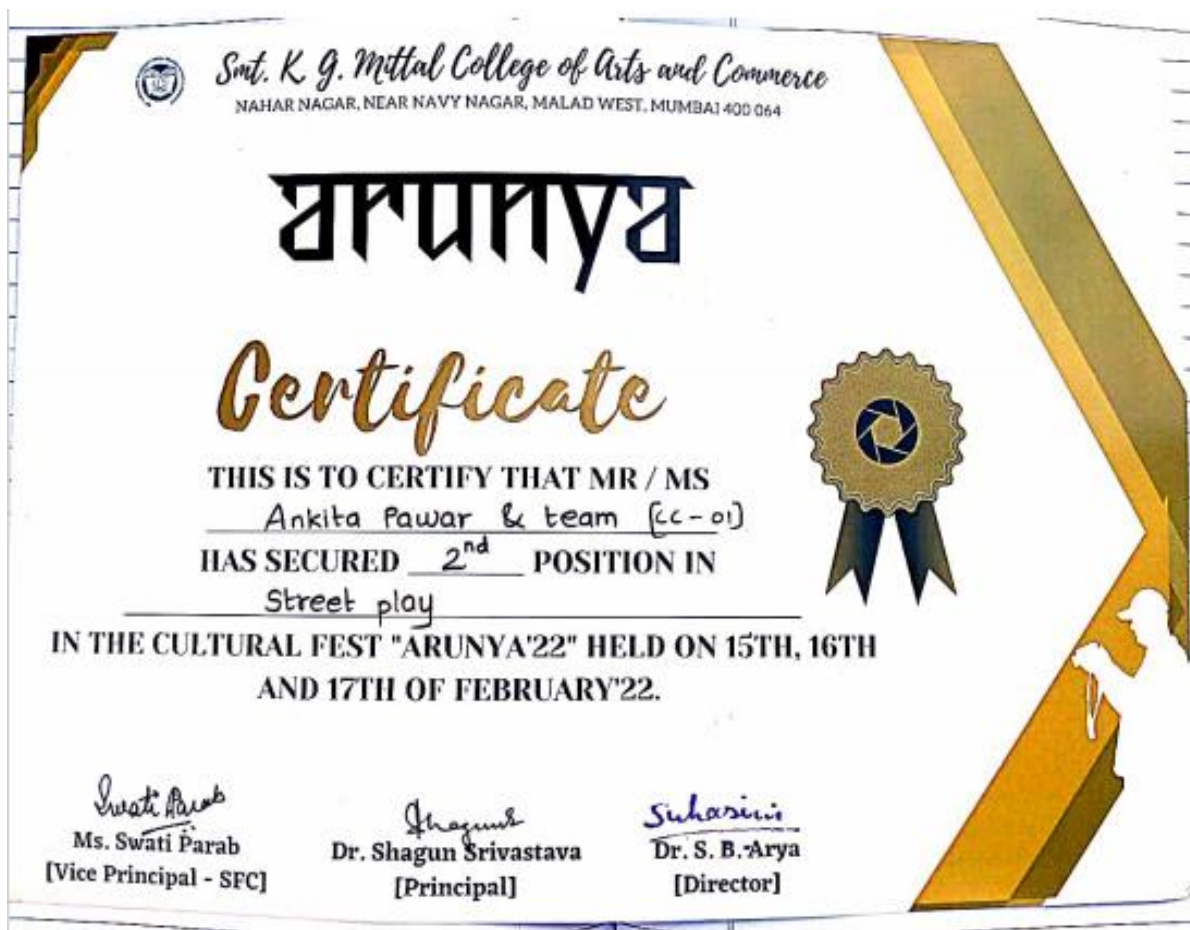 Smt. K. G. Mittal College of Arts and Commerce
NAHAR NAGAR, NEAR NAVY NAGAR, MALAD WEST, MUMBAI 400 064
arunya
Certificate
THIS IS TO CERTIFY THAT MR / MS
Ankita Pawar & team [CC-01]
HAS SECURED 2nd POSITION IN
Street play
IN THE CULTURAL FEST "ARUNYA'22" HELD ON 15TH, 16TH
AND 17TH OF FEBRUARY'22.
Swati Parab Shagun Suhasini
Ms. Swati Parab Dr. Shagun Srivastava Dr. S. B. Arya
[Vice Principal - SFC] [Principal] [Director]